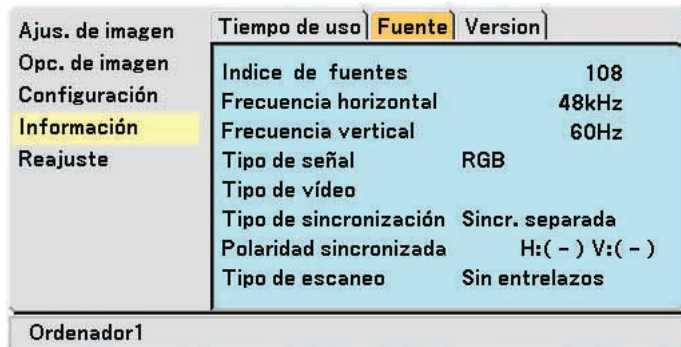 Ajus. de imagen
Opc. de imagen
Configuración
Información
Reajuste
Tiempo de uso Fuente Version
Indice de fuentes 108
Frecuencia horizontal 48kHz
Frecuencia vertical 60Hz
Tipo de señal RGB
Tipo de vídeo
Tipo de sincronización Sincr. separada
Polaridad sincronizada H:( – ) V:( – )
Tipo de escaneo Sin entrelazos
Ordenador1